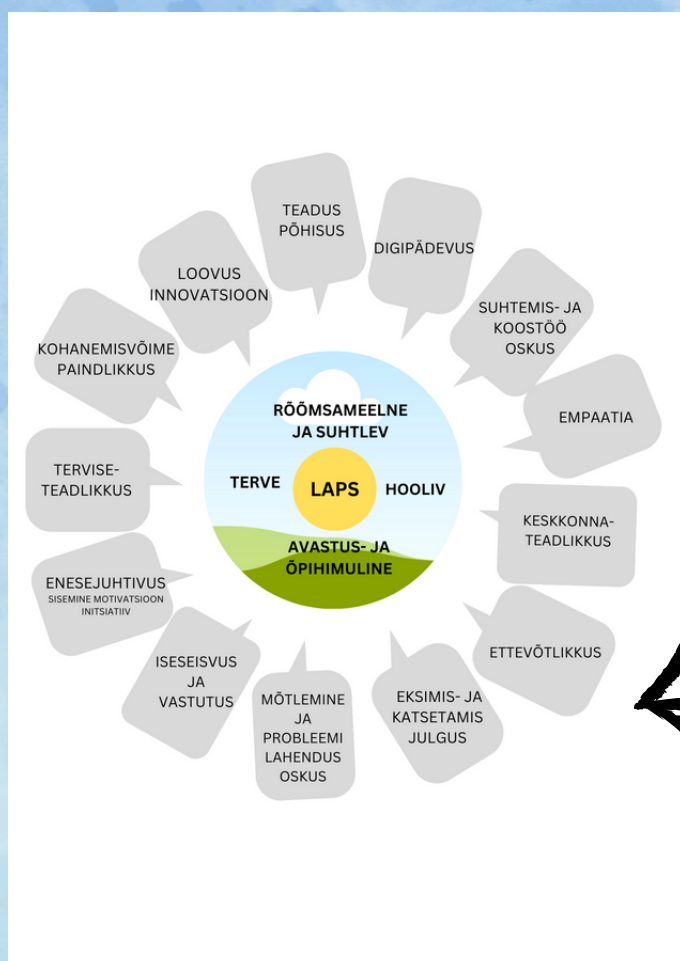 TEADUS
PÕHISUS
DIGIPÄDEVUS
LOOVUS
INNOVATSIOON
SUHTEMIS- JA
KOOSTÖÖ
OSKUS
KOHANEMISVÕIME
PAINDLIKKUS
EMPAATIA
RÕÕMSAMEELNE
JA SUHTLEV
TERVE
LAPS
HOOLIV
AVASTUS- JA
ÕPIHIMULINE
TERVISE-
TEADLIKKUS
KESKKONNA-
TEADLIKKUS
ENESEJUHTIVUS
SISEMINE MOTIVATSIOON
INITSIATIIV
ETTEVÕTLIKKUS
ISESEISVUS
JA
VASTUTUS
MÕTLEMINE
JA
PROBLEEMI
LAHENDUS
OSKUS
EKSIMIS- JA
KATSETAMIS
JULGUS